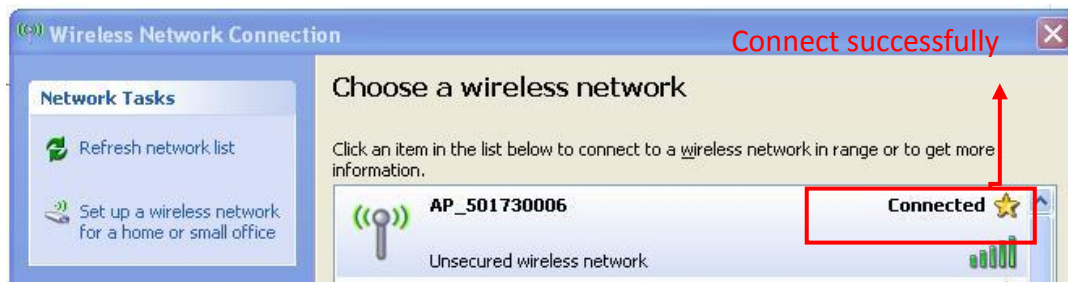 Wireless Network Connection
Connect successfully
Network Tasks
Refresh network list
Set up a wireless network
for a home or small office
Choose a wireless network
Click an item in the list below to connect to a wireless network in range or to get more
information.
AP_501730006
Connected
Unsecured wireless network